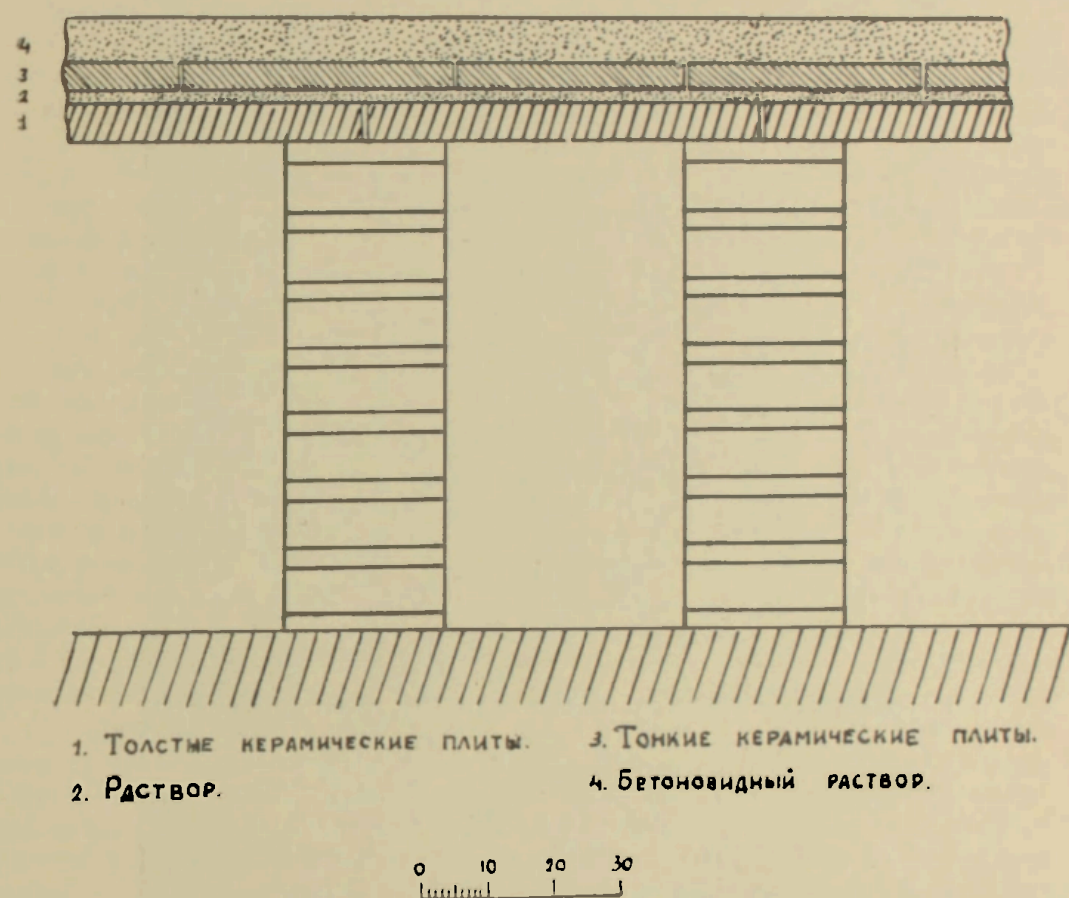 4
3
2
1
1. Толстые керамические плиты.
2. Раствор.
3. Тонкие керамические плиты.
4. Бетоновидный раствор.
0 10 20 30